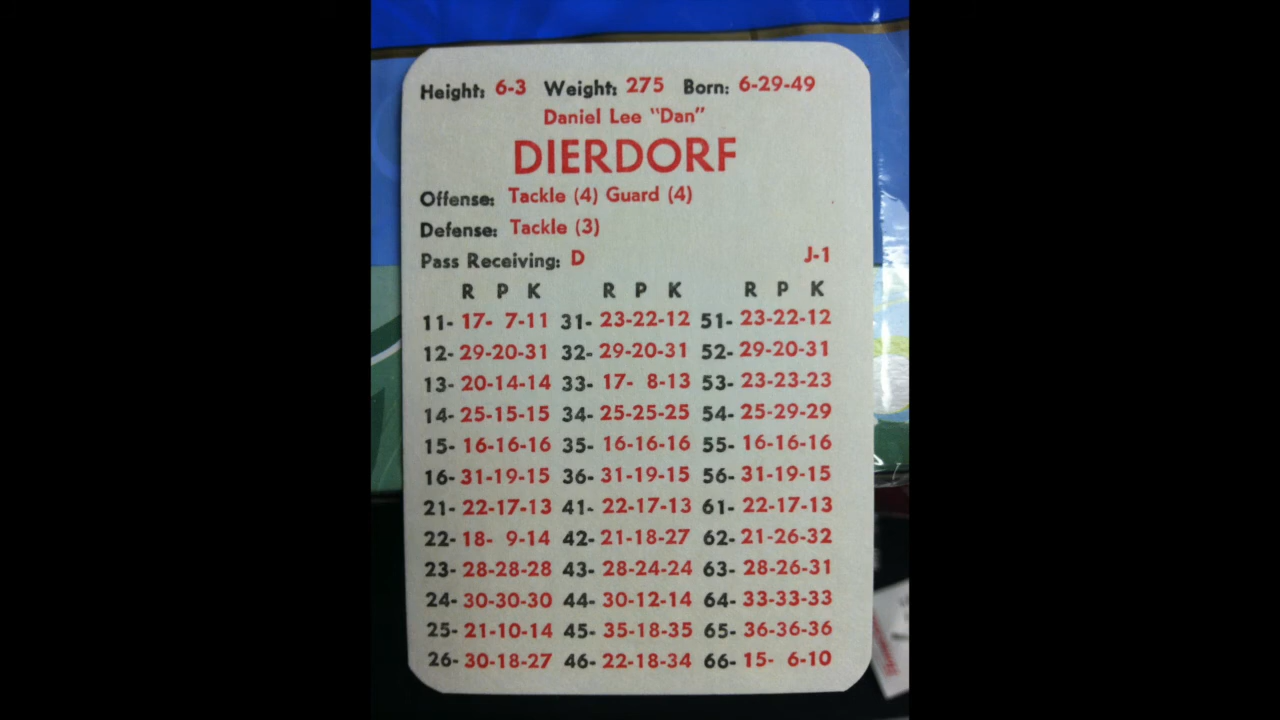 Height: 6-3 Weight: 275 Born: 6-29-49
Daniel Lee "Dan"
DIERDORF
Offense: Tackle (4) Guard (4)
Defense: Tackle (3)
Pass Receiving: D J-1
R P K R P K R P K
11- 17- 7-11 31- 23-22-12 51- 23-22-12
12- 29-20-31 32- 29-20-31 52- 29-20-31
13- 20-14-14 33- 17- 8-13 53- 23-23-23
14- 25-15-15 34- 25-25-25 54- 25-29-29
15- 16-16-16 35- 16-16-16 55- 16-16-16
16- 31-19-15 36- 31-19-15 56- 31-19-15
21- 22-17-13 41- 22-17-13 61- 22-17-13
22- 18- 9-14 42- 21-18-27 62- 21-26-32
23- 28-28-28 43- 28-24-24 63- 28-26-31
24- 30-30-30 44- 30-12-14 64- 33-33-33
25- 21-10-14 45- 35-18-35 65- 36-36-36
26- 30-18-27 46- 22-18-34 66- 15- 6-10